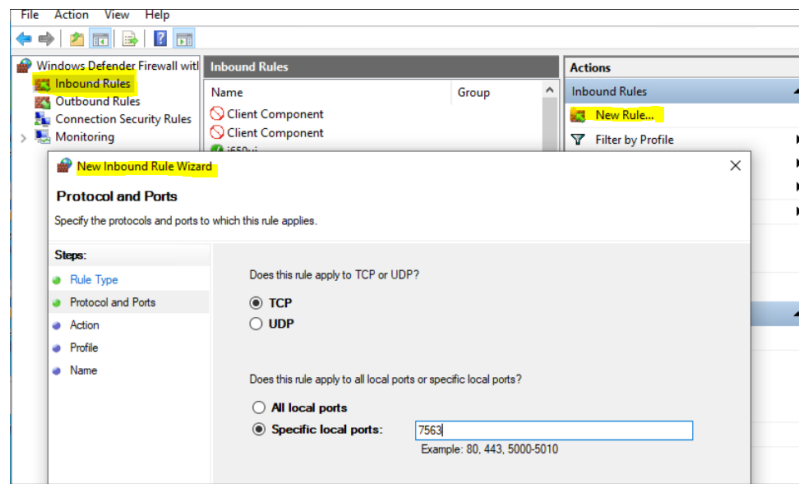 File Action View Help
Windows Defender Firewall with
Inbound Rules
Outbound Rules
Connection Security Rules
Monitoring
Inbound Rules
Name Group
Client Component
Client Component
Actions
Inbound Rules
New Rule...
Filter by Profile
New Inbound Rule Wizard
Protocol and Ports
Specify the protocols and ports to which this rule applies.
Steps:
Rule Type
Protocol and Ports
Action
Profile
Name
Does this rule apply to TCP or UDP?
TCP
UDP
Does this rule apply to all local ports or specific local ports?
All local ports
Specific local ports: 7563
Example: 80, 443, 5000-5010